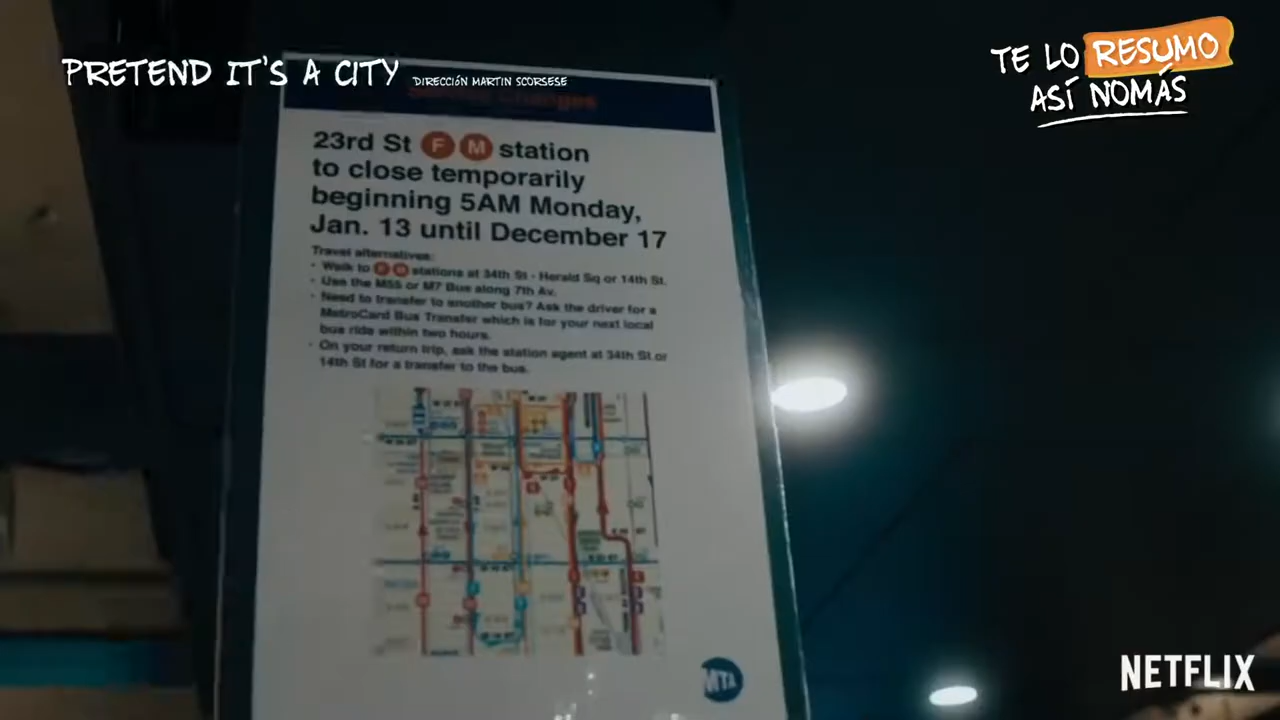 PRETEND IT'S A CITY DIRECCIÓN MARTIN SCORSESE
TE LO RESUMO
ASÍ NOMÁS
23rd St F M station
to close temporarily
beginning 5AM Monday,
Jan. 13 until December 17
Travel alternatives:
• Walk to F M stations at 34th St - Herald Sq or 14th St.
• Use the M55 or M7 Bus along 7th Av.
• Need to transfer to another bus? Ask the driver for a
MetroCard Bus Transfer which is for your next local
bus ride within two hours.
• On your return trip, ask the station agent at 34th St or
14th St for a transfer to the bus.
MTA
NETFLIX